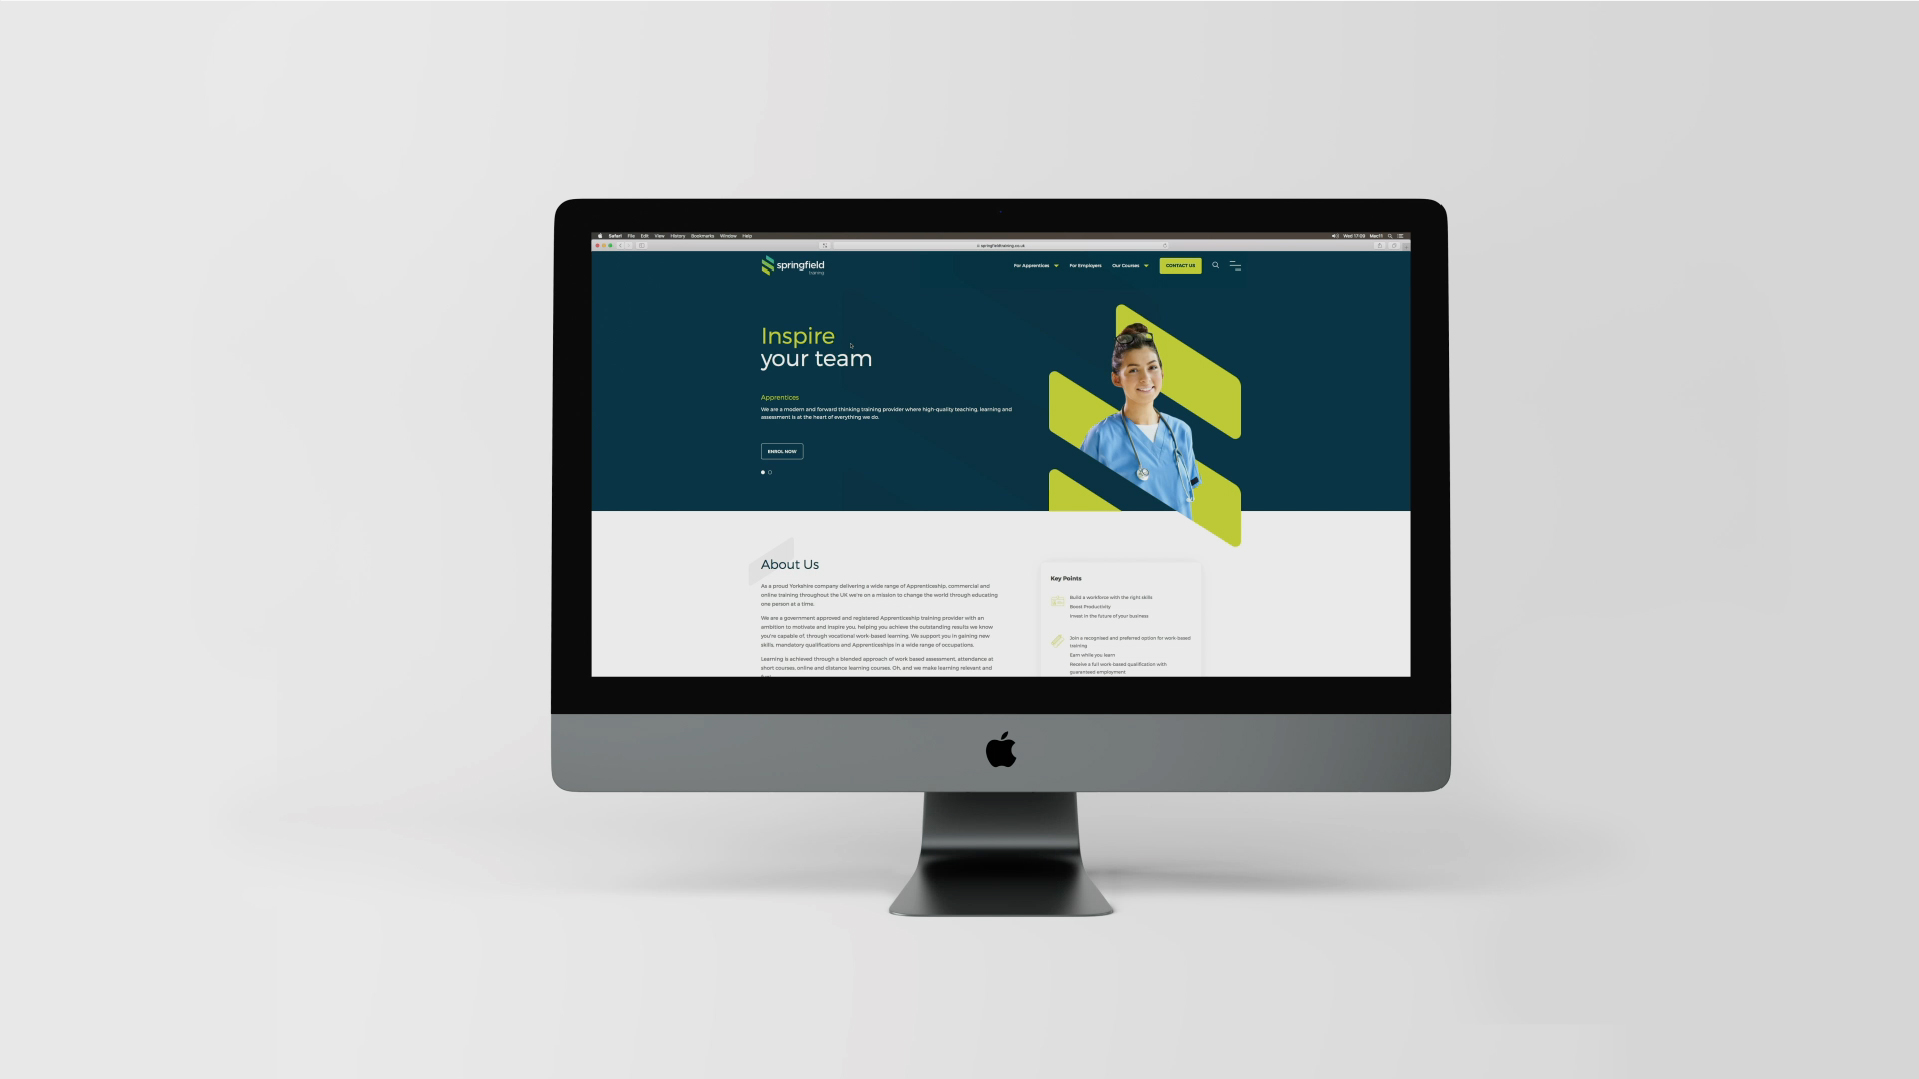 Safari File Edit View History Bookmarks Window Help
Wed 17:09 Mac11
springfieldtraining.co.uk
springfield
training
For Apprentices
For Employers
Our Courses
CONTACT US
Inspire
your team
Apprentices
We are a modern and forward thinking training provider where high-quality teaching, learning and
assessment is at the heart of everything we do.
ENROL NOW
About Us
As a proud Yorkshire company delivering a wide range of Apprenticeship, commercial and
online training throughout the UK we're on a mission to change the world through educating
one person at a time.
We are a government approved and registered Apprenticeship training provider with an
ambition to motivate and inspire you, helping you achieve the outstanding results we know
you're capable of, through vocational work-based learning. We support you in gaining new
skills, mandatory qualifications and Apprenticeships in a wide range of occupations.
Learning is achieved through a blended approach of work based assessment, attendance at
short courses, online and distance learning courses. Oh, and we make learning relevant and
Key Points
Build a workforce with the right skills
Boost Productivity
Invest in the future of your business
Join a recognised and preferred option for work-based
training
Earn while you learn
Receive a full work-based qualification with
guaranteed employment